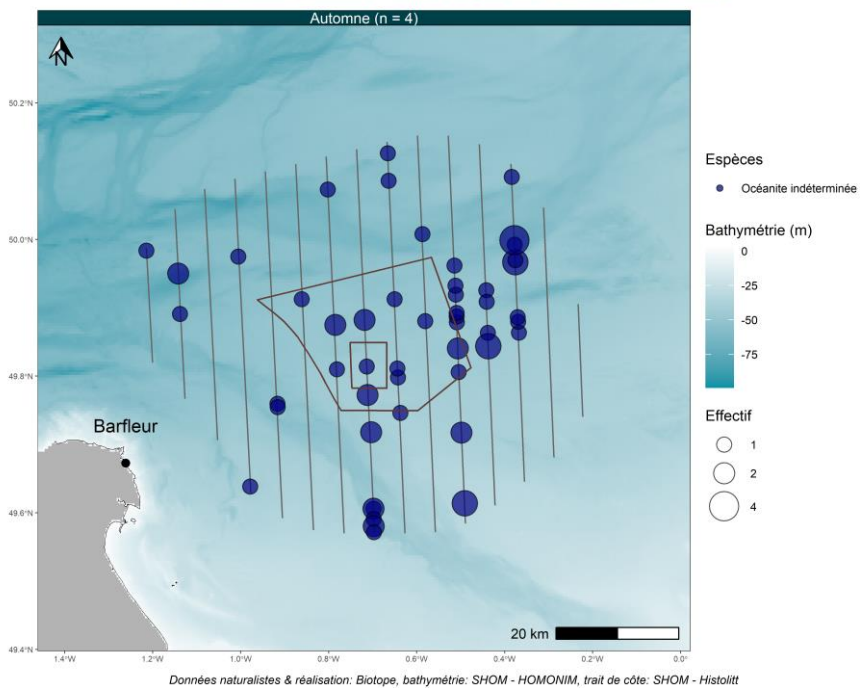 Automne (n = 4)
N
50.2°N
50.0°N
49.8°N
49.6°N
49.4°N
Barfleur
20 km
1.4°W
1.2°W
1.0°W
0.8°W
0.6°W
0.4°W
0.2°W
0.0°
Espèces
Océanite indéterminée
Bathymétrie (m)
0
-25
-50
-75
Effectif
1
2
4
Données naturalistes & réalisation: Biotope, bathymétrie: SHOM - HOMONIM, trait de côte: SHOM - Histolitt